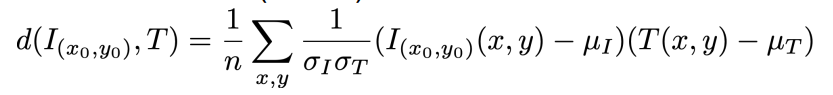 d(I_{(x_0,y_0)}, T) = \frac{1}{n} \sum_{x,y} \frac{1}{\sigma_I \sigma_T} (I_{(x_0,y_0)}(x, y) − \mu_I)(T(x, y) − \mu_T)